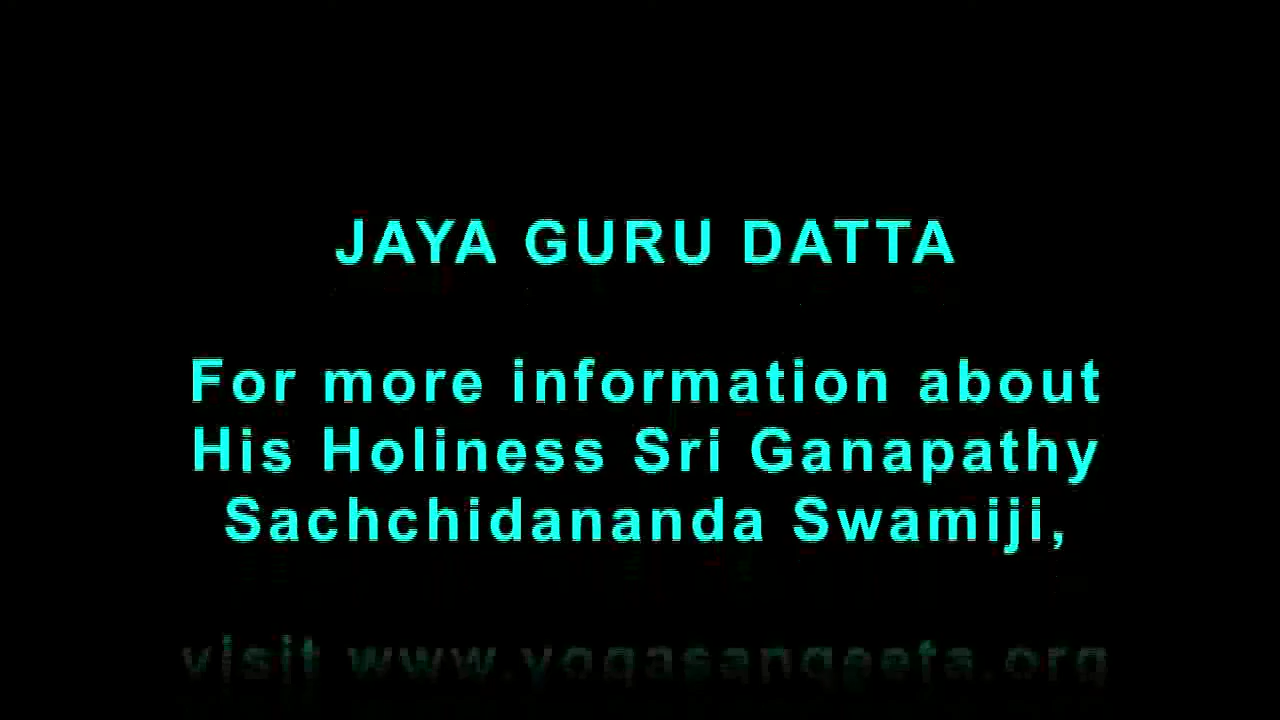 JAYA GURU DATTA
For more information about
His Holiness Sri Ganapathy
Sachchidananda Swamiji,
visit www.yogasangeeta.org